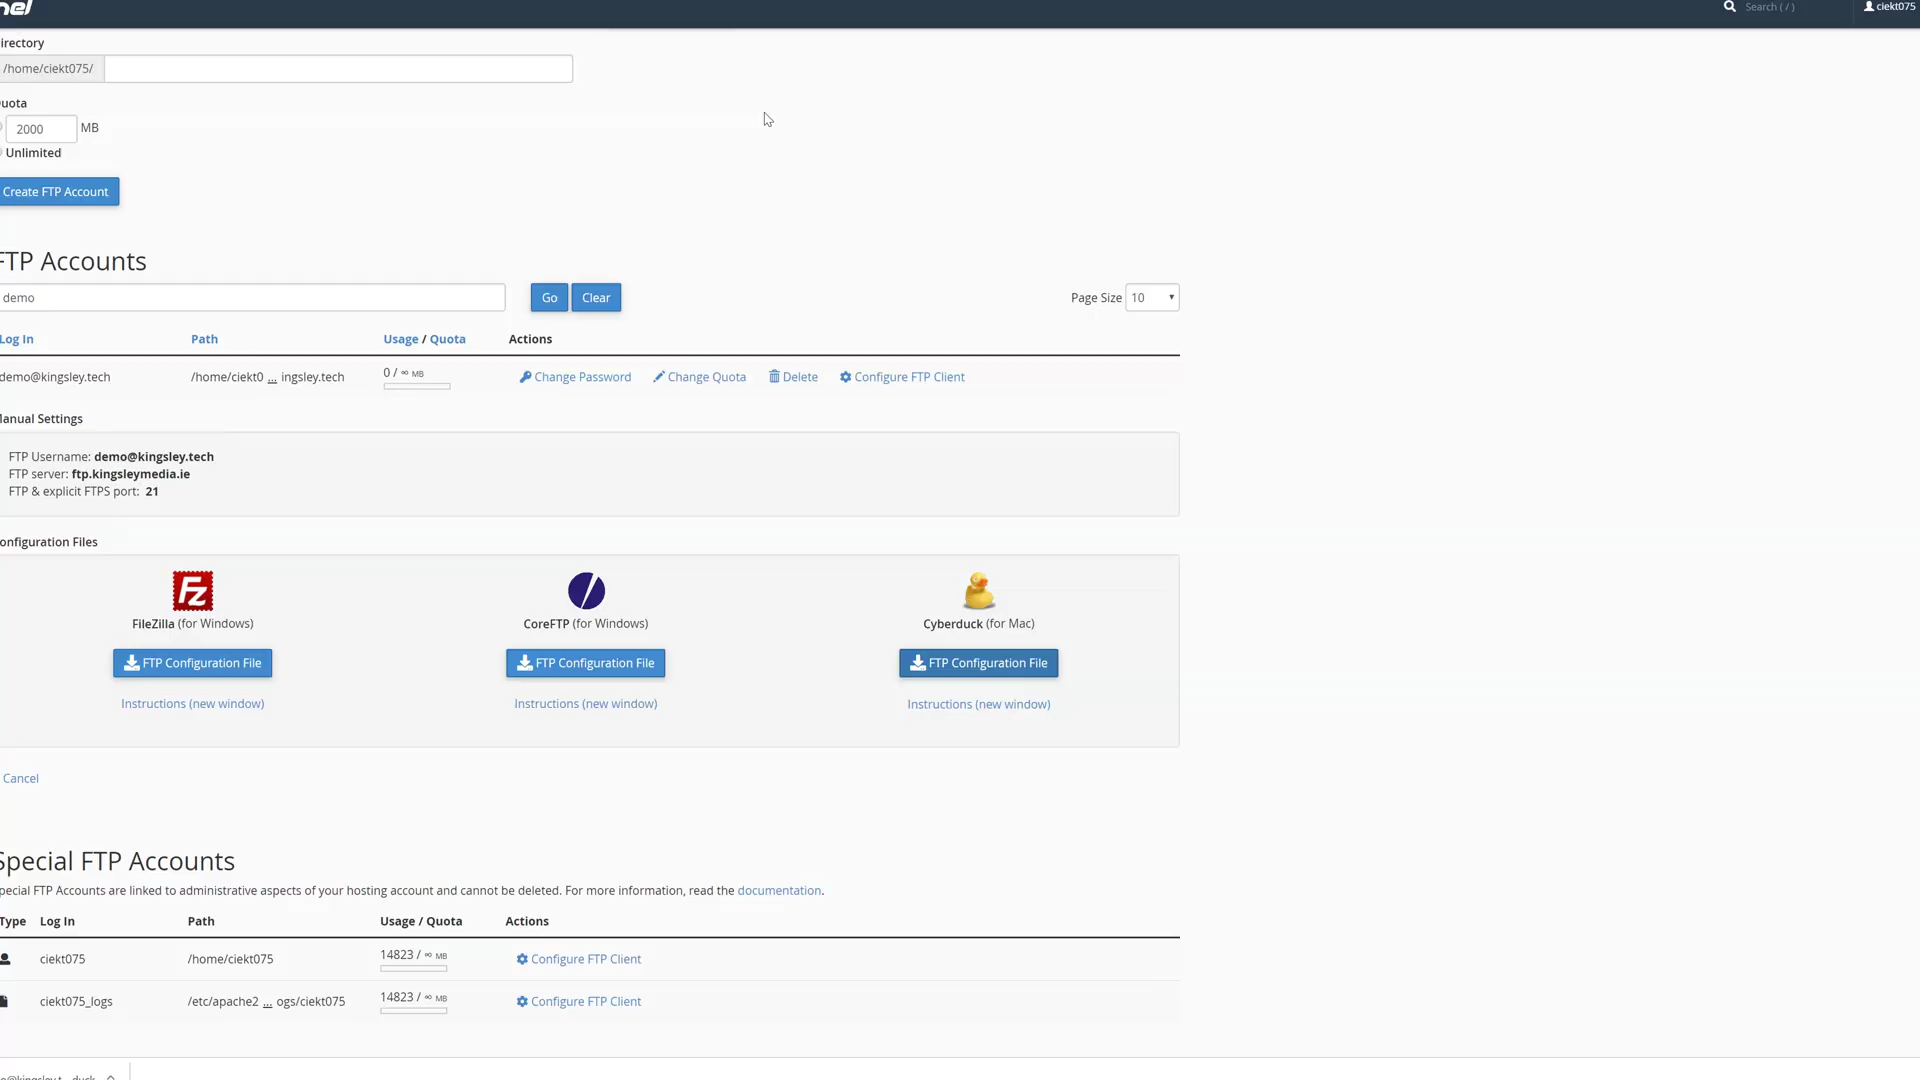 nel
Search ( / )
ciekt075
irectory
/home/ciekt075/
uota
2000 MB
Unlimited
Create FTP Account
FTP Accounts
demo
Go Clear
Page Size 10
Log In Path Usage / Quota Actions
demo@kingsley.tech /home/ciekt0 ... ingsley.tech 0 / ∞ MB Change Password Change Quota Delete Configure FTP Client
Manual Settings
FTP Username: demo@kingsley.tech
FTP server: ftp.kingsleymedia.ie
FTP & explicit FTPS port: 21
onfiguration Files
FileZilla (for Windows) CoreFTP (for Windows) Cyberduck (for Mac)
FTP Configuration File FTP Configuration File FTP Configuration File
Instructions (new window) Instructions (new window) Instructions (new window)
Cancel
Special FTP Accounts
pecial FTP Accounts are linked to administrative aspects of your hosting account and cannot be deleted. For more information, read the documentation.
Type Log In Path Usage / Quota Actions
ciekt075 /home/ciekt075 14823 / ∞ MB Configure FTP Client
ciekt075_logs /etc/apache2 ... ogs/ciekt075 14823 / ∞ MB Configure FTP Client
o@kingsley.t....duck